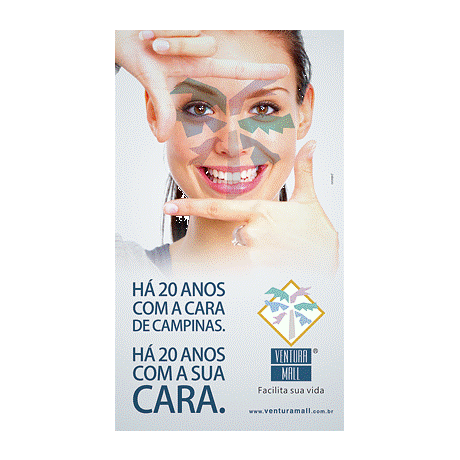 HÁ 20 ANOS
COM A CARA
DE CAMPINAS.
HÁ 20 ANOS
COM A SUA
CARA.
VENTURA ®
MALL
Facilita sua vida
www.venturamall.com.br